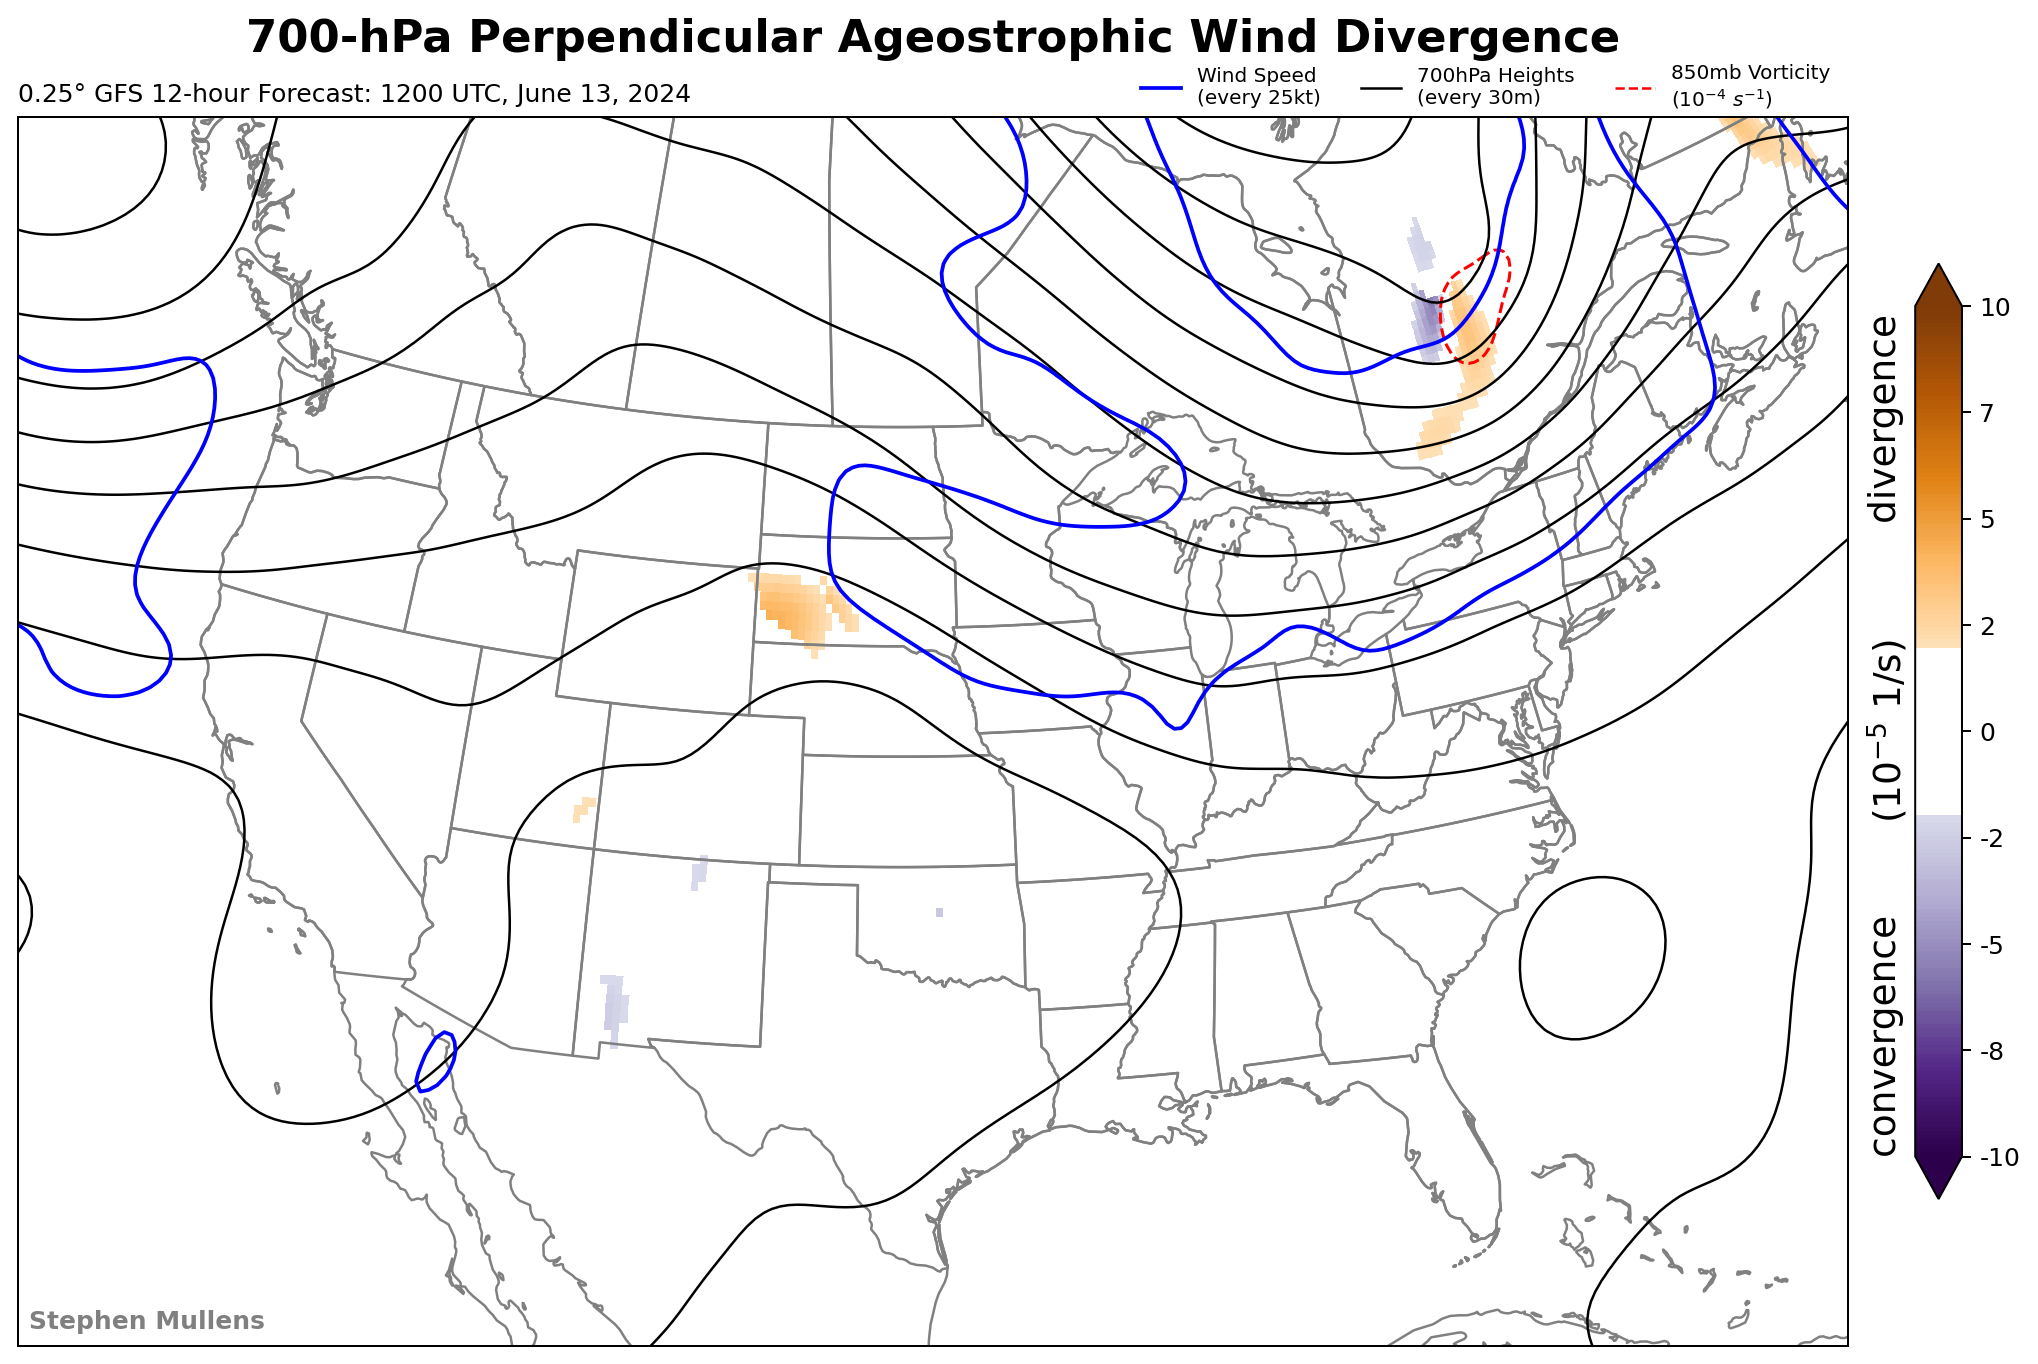 700-hPa Perpendicular Ageostrophic Wind Divergence
0.25° GFS 12-hour Forecast: 1200 UTC, June 13, 2024
Wind Speed
(every 25kt)
700hPa Heights
(every 30m)
850mb Vorticity
(10⁻⁴ s⁻¹)
10
7
5
2
0
-2
-5
-8
-10
convergence (10⁻⁵ 1/s) divergence
Stephen Mullens